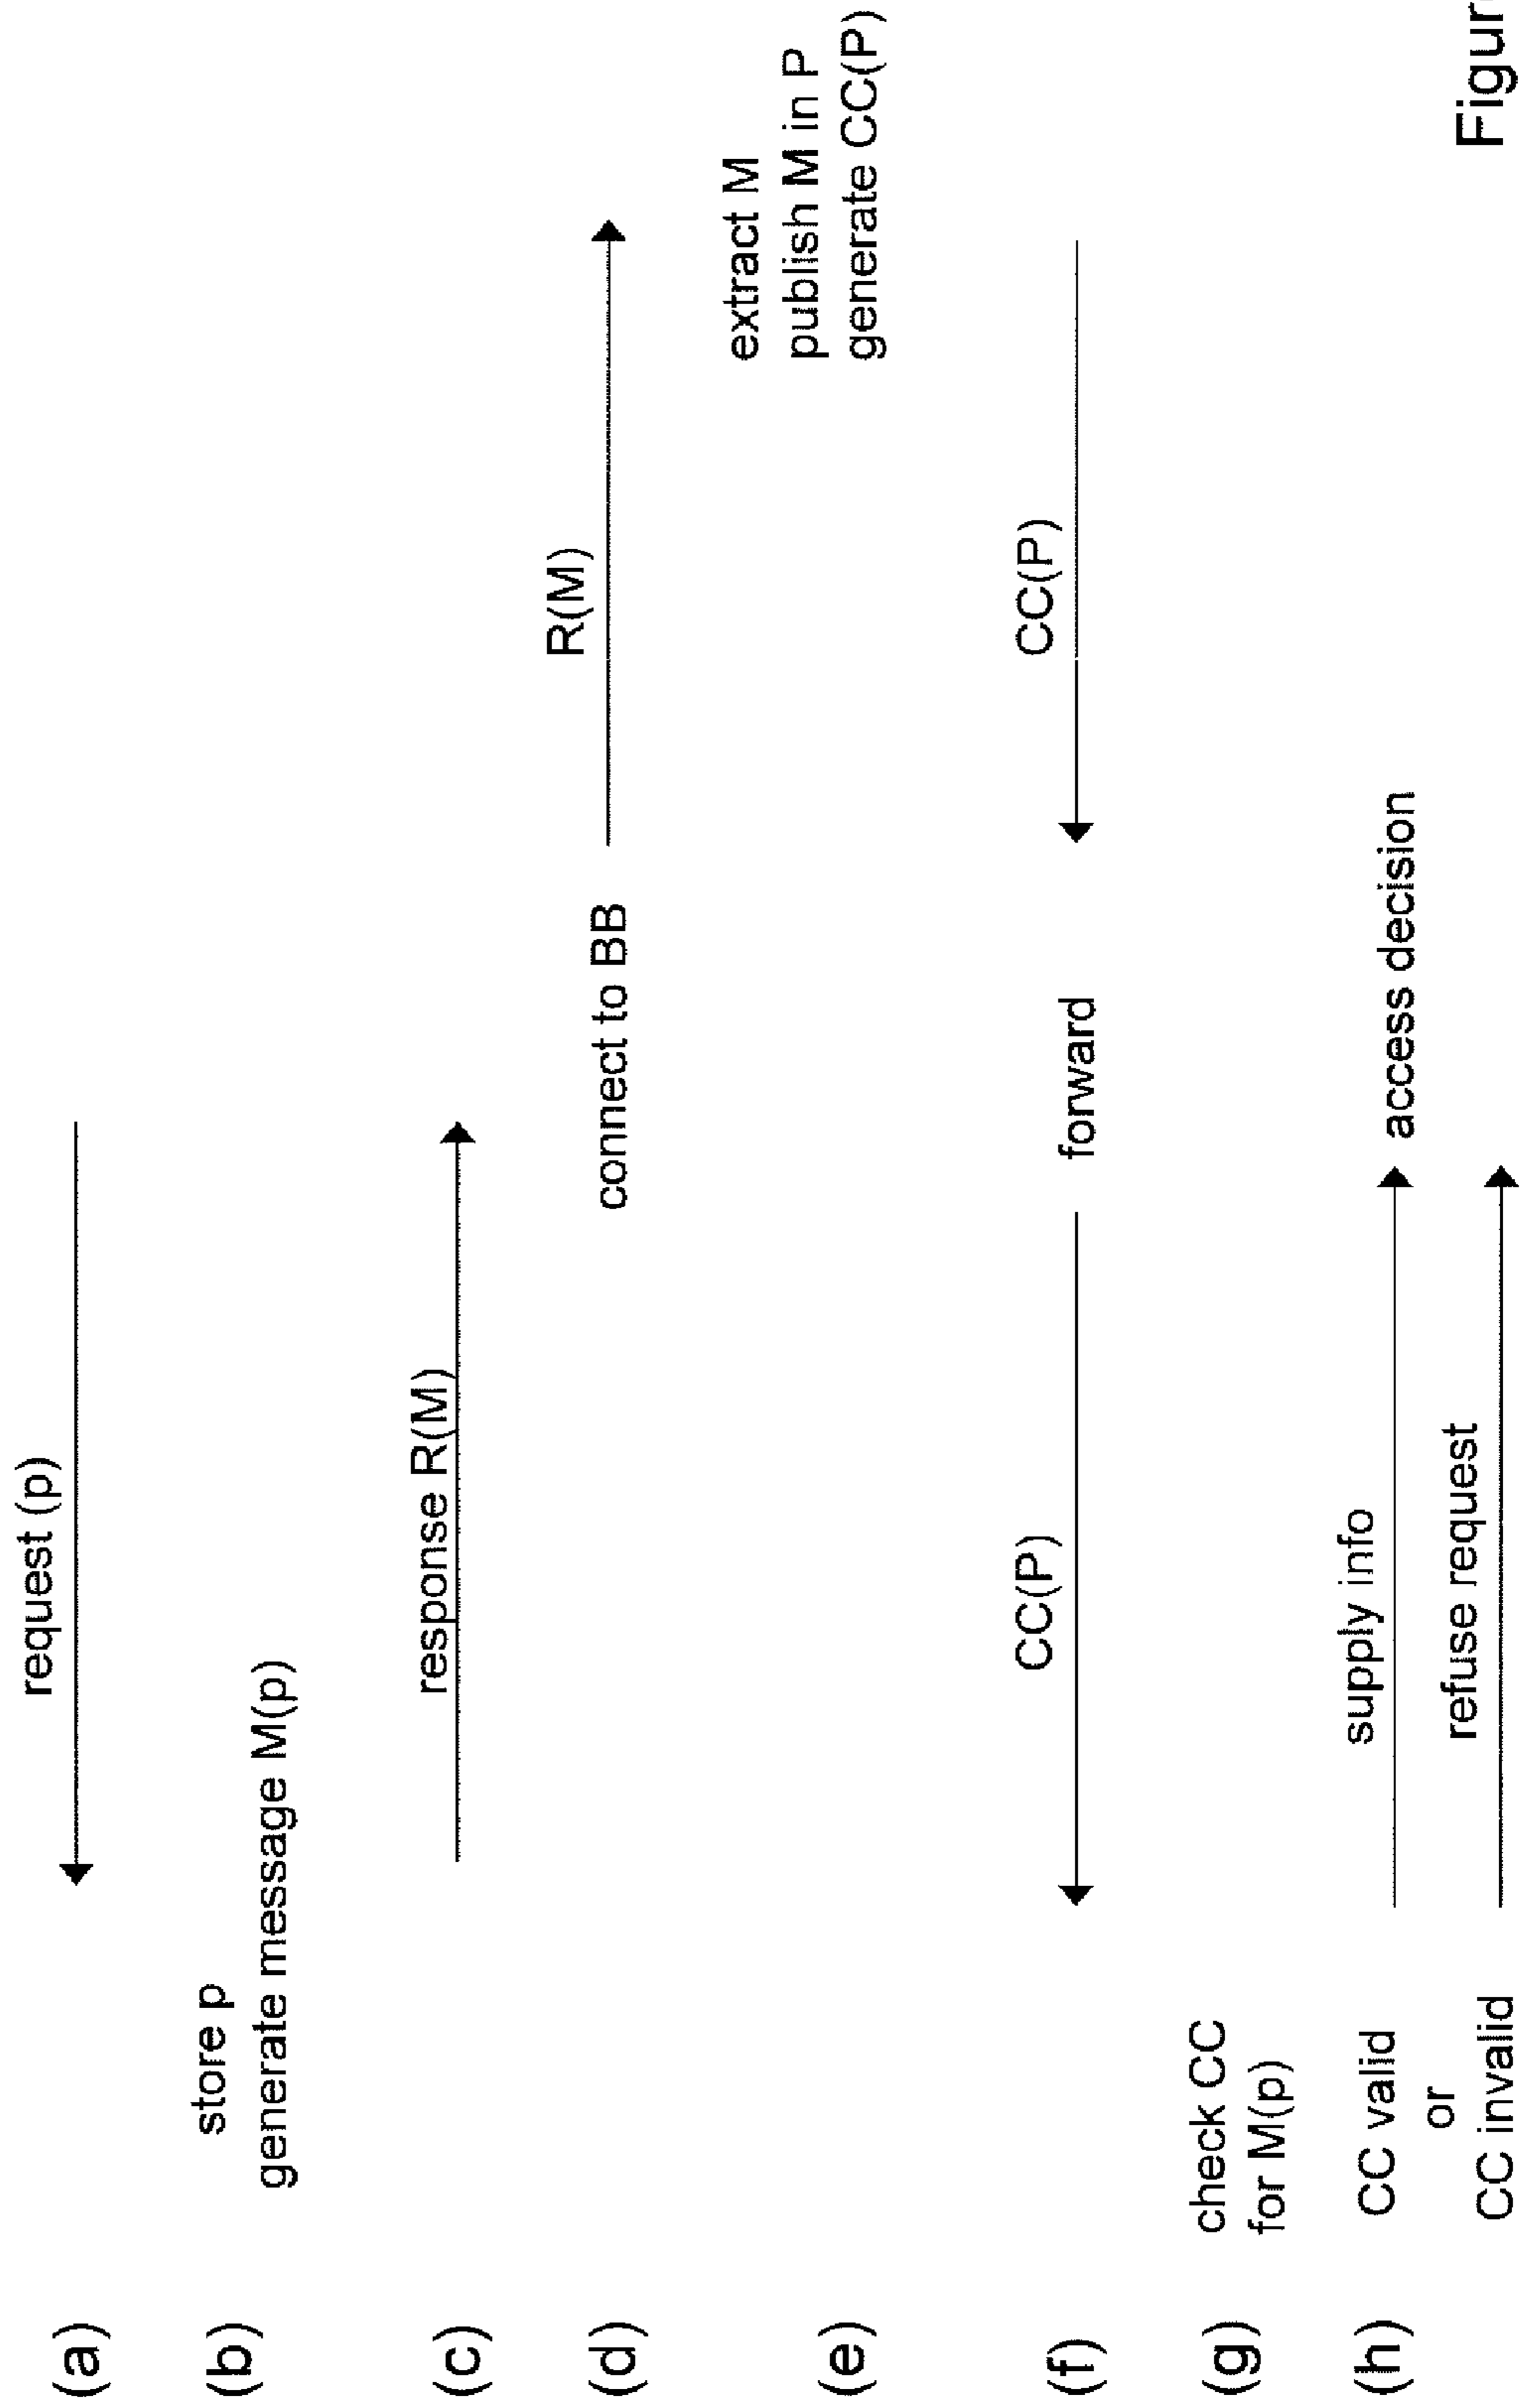 (a)
request (p)
(b)
store p
generate message M(p)
(c)
response R(M)
(d)
connect to BB
R(M)
(e)
extract M
publish M in P
generate CC(P)
(f)
CC(P)
forward
CC(P)
(g)
check CC
for M(p)
(h)
CC valid
supply info
access decision
or
CC invalid
refuse request
Figur